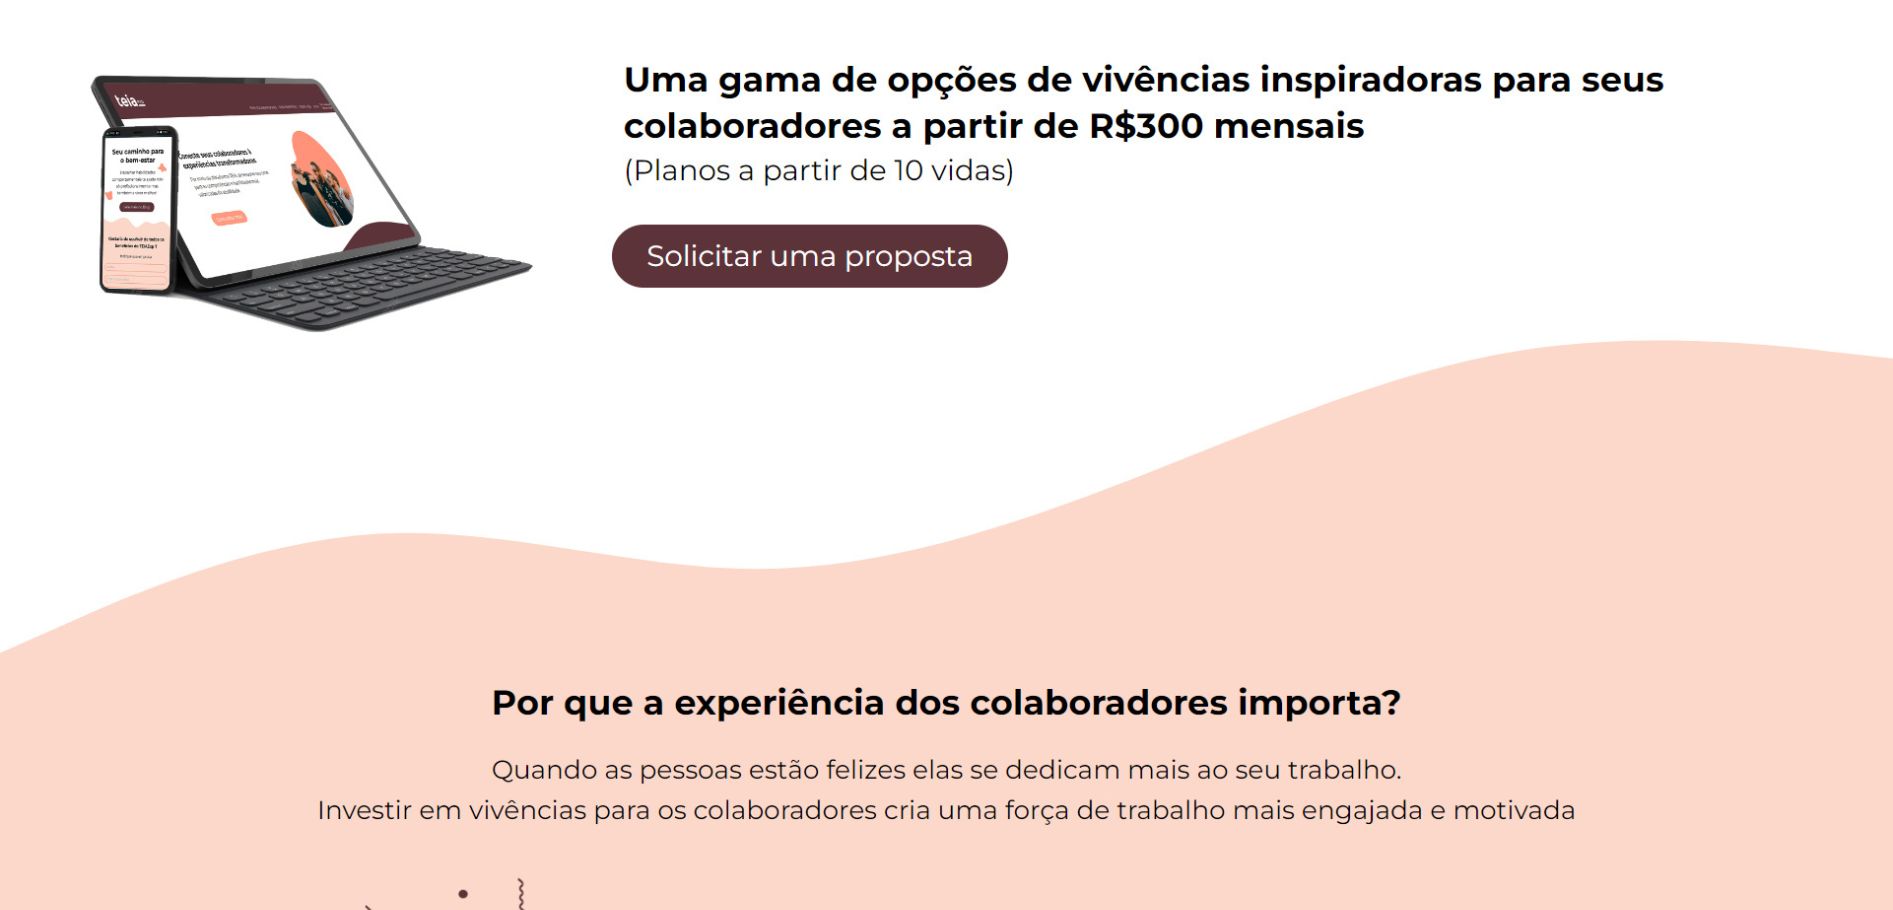 Uma gama de opções de vivências inspiradoras para seus
colaboradores a partir de R$300 mensais
(Planos a partir de 10 vidas)
Solicitar uma proposta
teia
Conecte seus colaboradores à
experiências transformadoras
Seu caminho para
o bem-estar
Por que a experiência dos colaboradores importa?
Quando as pessoas estão felizes elas se dedicam mais ao seu trabalho.
Investir em vivências para os colaboradores cria uma força de trabalho mais engajada e motivada